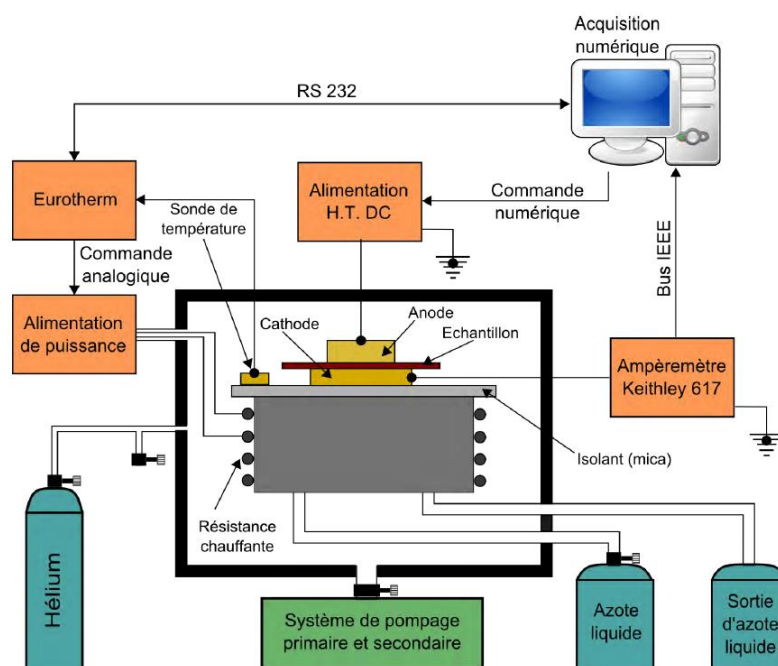 Acquisition
numérique
RS 232
Eurotherm
Sonde de
température
Alimentation
H.T. DC
Commande
numérique
Commande
analogique
Bus IEEE
Alimentation
de puissance
Cathode
Anode
Echantillon
Ampèremètre
Keithley 617
Isolant (mica)
Résistance
chauffante
Hélium
Système de pompage
primaire et secondaire
Azote
liquide
Sortie
d'azote
liquide